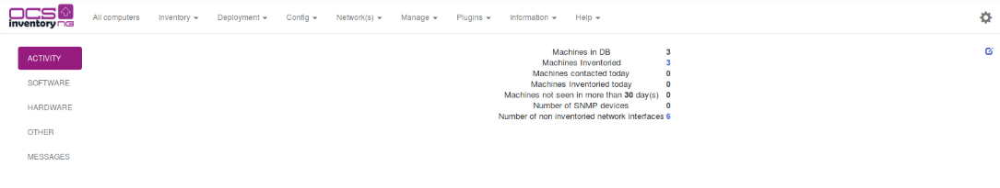 OCS inventory NG
All computers Inventory Deployment Config Network(s) Manage Plugins Information Help
ACTIVITY
SOFTWARE
HARDWARE
OTHER
MESSAGES
Machines in DB 3
Machines Inventoried 3
Machines contacted today 0
Machines Inventoried today 0
Machines not seen in more than 30 day(s) 0
Number of SNMP devices 0
Number of non inventoried network interfaces 6